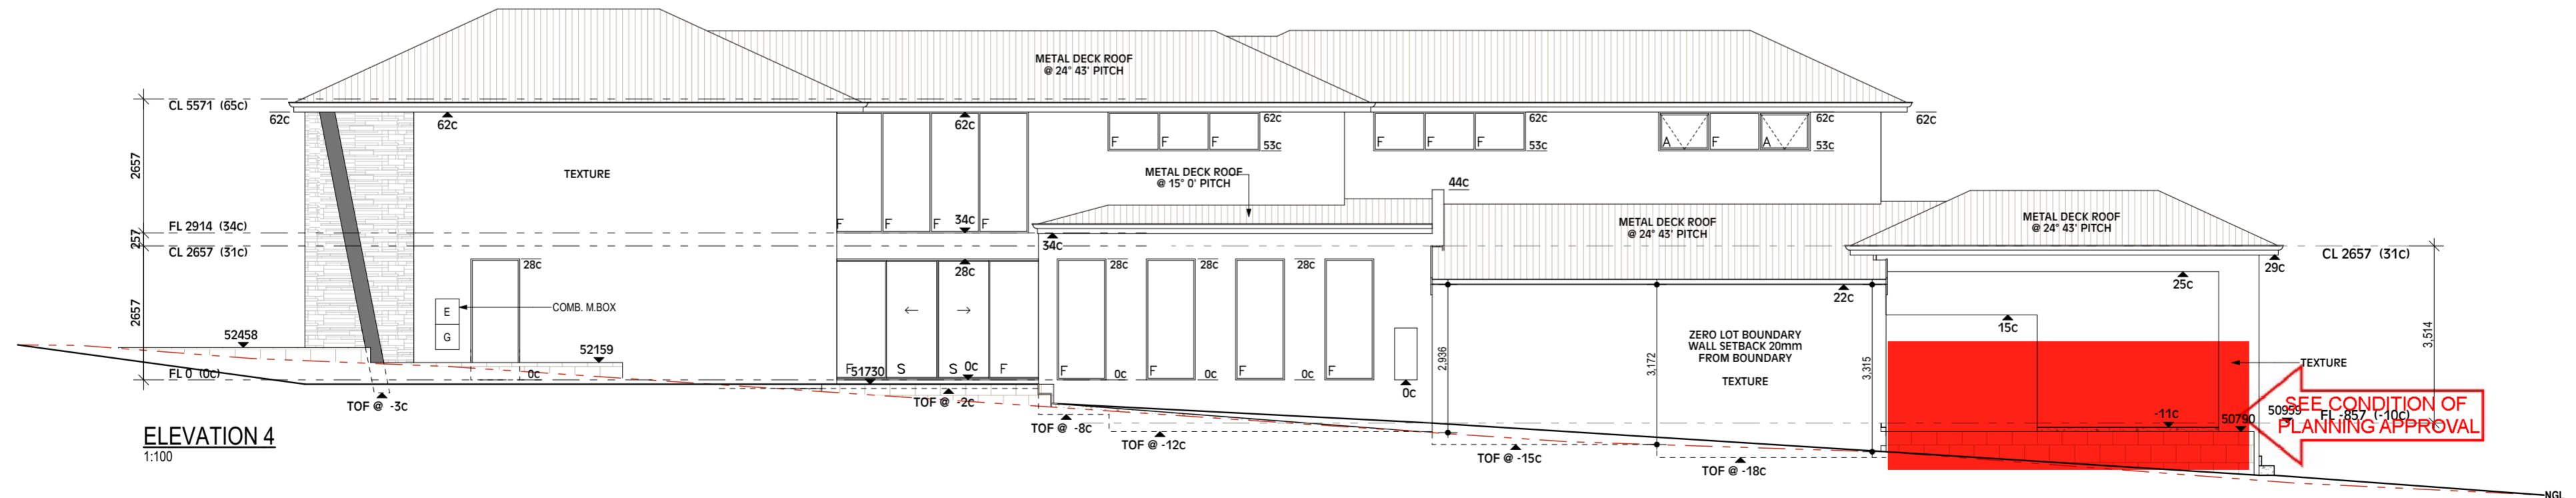 METAL DECK ROOF
@ 24° 43' PITCH
CL 5571 (65c)
62c
62c
62c
62c
53c
62c
53c
62c
53c
62c
2657
TEXTURE
METAL DECK ROOF
@ 15° 0' PITCH
44c
F
F
F
F
F
F
F
F
F
F
A
F
A
34c
FL 2914 (34c)
257
CL 2657 (31c)
34c
METAL DECK ROOF
@ 24° 43' PITCH
METAL DECK ROOF
@ 24° 43' PITCH
CL 2657 (31c)
29c
28c
28c
28c
28c
28c
25c
22c
15c
2657
E
G
COMB. M.BOX
52458
52159
FL 0 (0c)
0c
F
S
S
F
0c
51730
F
F
F
F
0c
0c
0c
0c
2,936
3,172
3,315
3,514
ZERO LOT BOUNDARY
WALL SETBACK 20mm
FROM BOUNDARY
TEXTURE
TEXTURE
SEE CONDITION OF
PLANNING APPROVAL
-11c
50790
50959
FL -857 (-10c)
TOF @ -3c
TOF @ -2c
TOF @ -8c
TOF @ -12c
TOF @ -15c
TOF @ -18c
NGL
ELEVATION 4
1:100